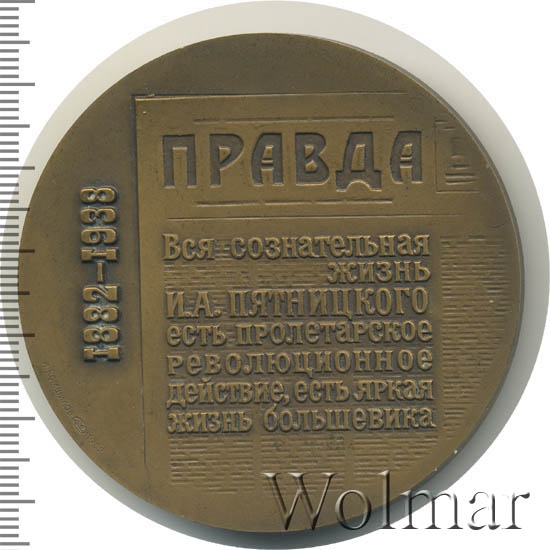 ПРАВДА
Вся сознательная
жизнь
И.А. ПЯТНИЦКОГО
есть пролетарское
революционное
действие, есть яркая
жизнь большевика
1882–1938
Wolmar